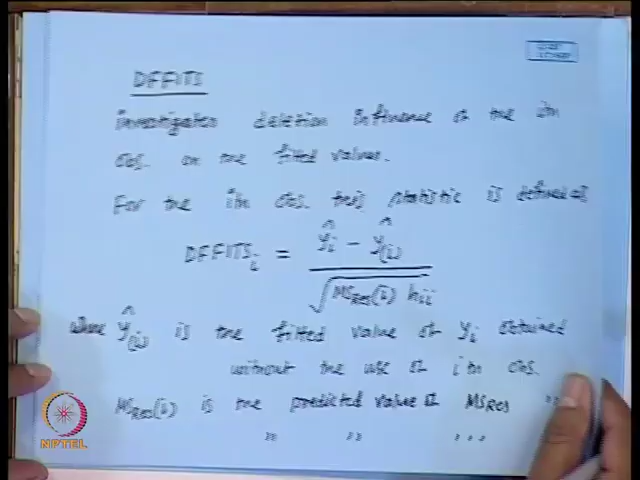 DFFITS
investigates deletion influence of the ith
obs. on the fitted values.
For the ith obs. this statistic is defined as
DFFITS_i = (ŷ_i − ŷ_(i)) / √(MS_Res(i) h_ii)
where ŷ_(i) is the fitted value of y_i obtained
without the use of ith obs.
MS_Res(i) is the predicted value of MS_Res "
" " "
NPTEL